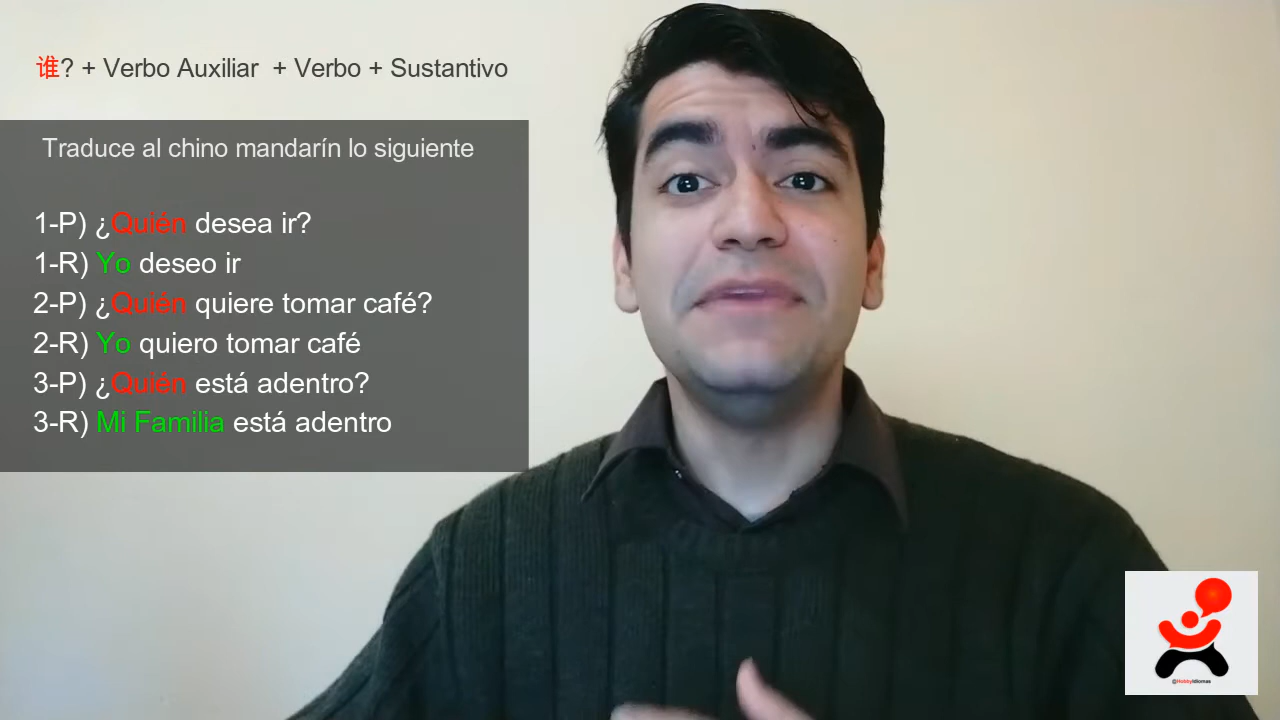 谁? + Verbo Auxiliar + Verbo + Sustantivo
Traduce al chino mandarín lo siguiente
1-P) ¿Quién desea ir?
1-R) Yo deseo ir
2-P) ¿Quién quiere tomar café?
2-R) Yo quiero tomar café
3-P) ¿Quién está adentro?
3-R) Mi Familia está adentro
@HobbyIdiomas